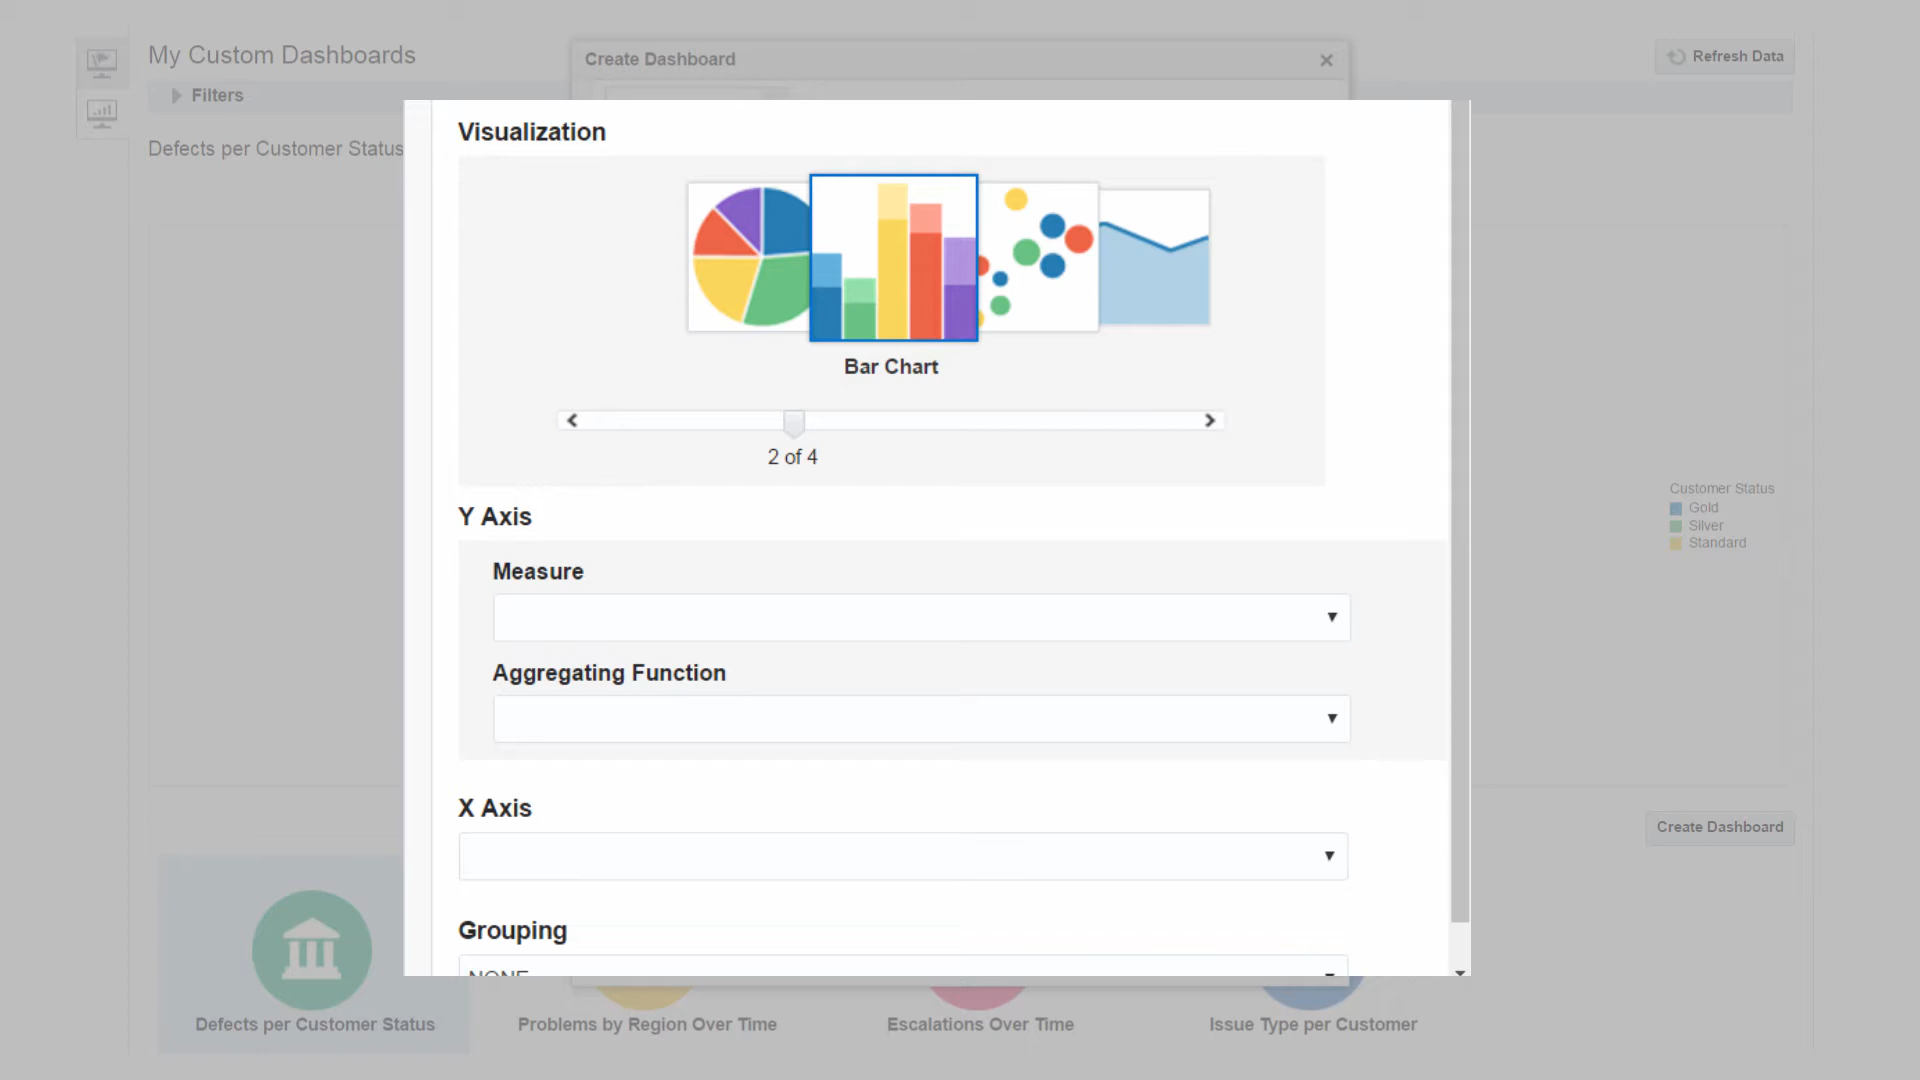 My Custom Dashboards
Create Dashboard
Refresh Data
Filters
Defects per Customer Status
Visualization
Bar Chart
2 of 4
Y Axis
Measure
Aggregating Function
X Axis
Grouping
NONE
Customer Status
Gold
Silver
Standard
Create Dashboard
Defects per Customer Status
Problems by Region Over Time
Escalations Over Time
Issue Type per Customer